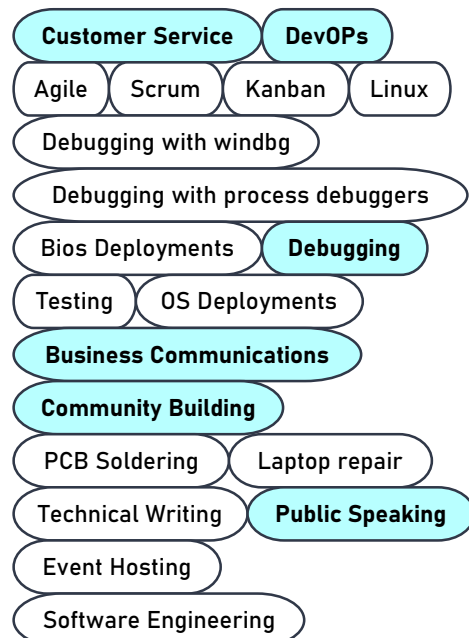 Customer Service DevOPs
Agile Scrum Kanban Linux
Debugging with windbg
Debugging with process debuggers
Bios Deployments Debugging
Testing OS Deployments
Business Communications
Community Building
PCB Soldering Laptop repair
Technical Writing Public Speaking
Event Hosting
Software Engineering